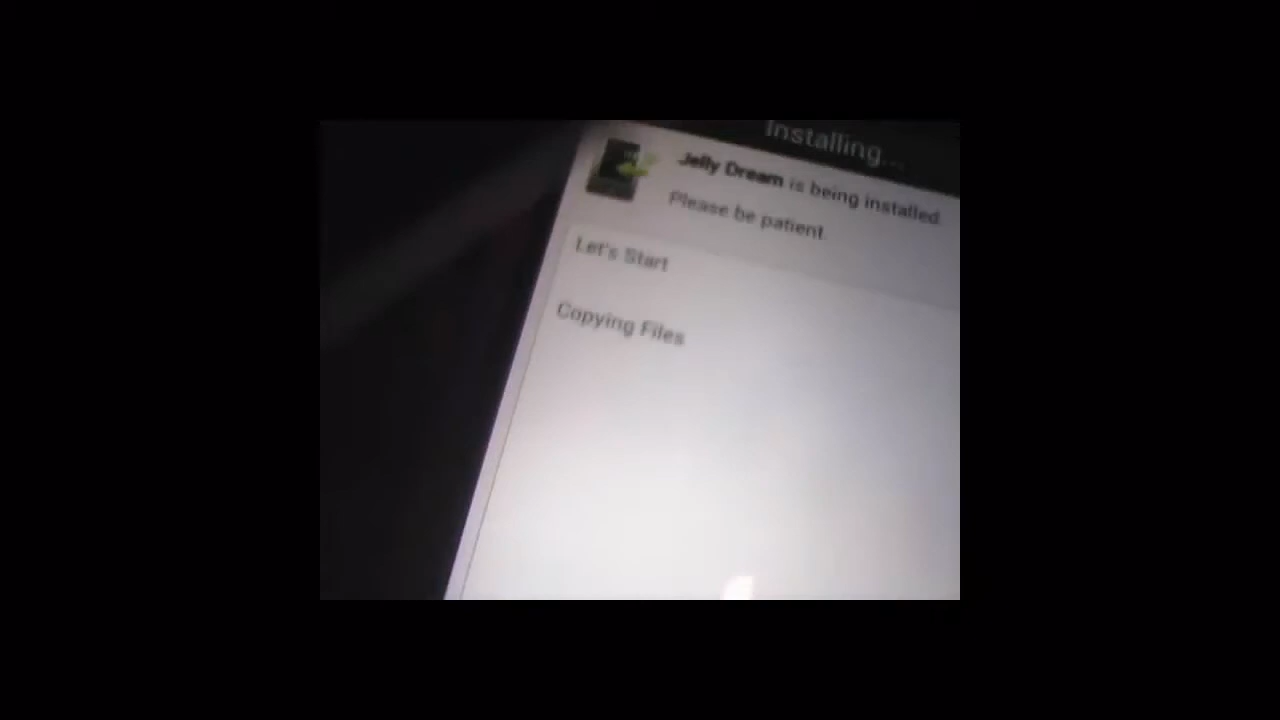 Installing...
Jelly Dream is being installed.
Please be patient.
Let's Start
Copying Files